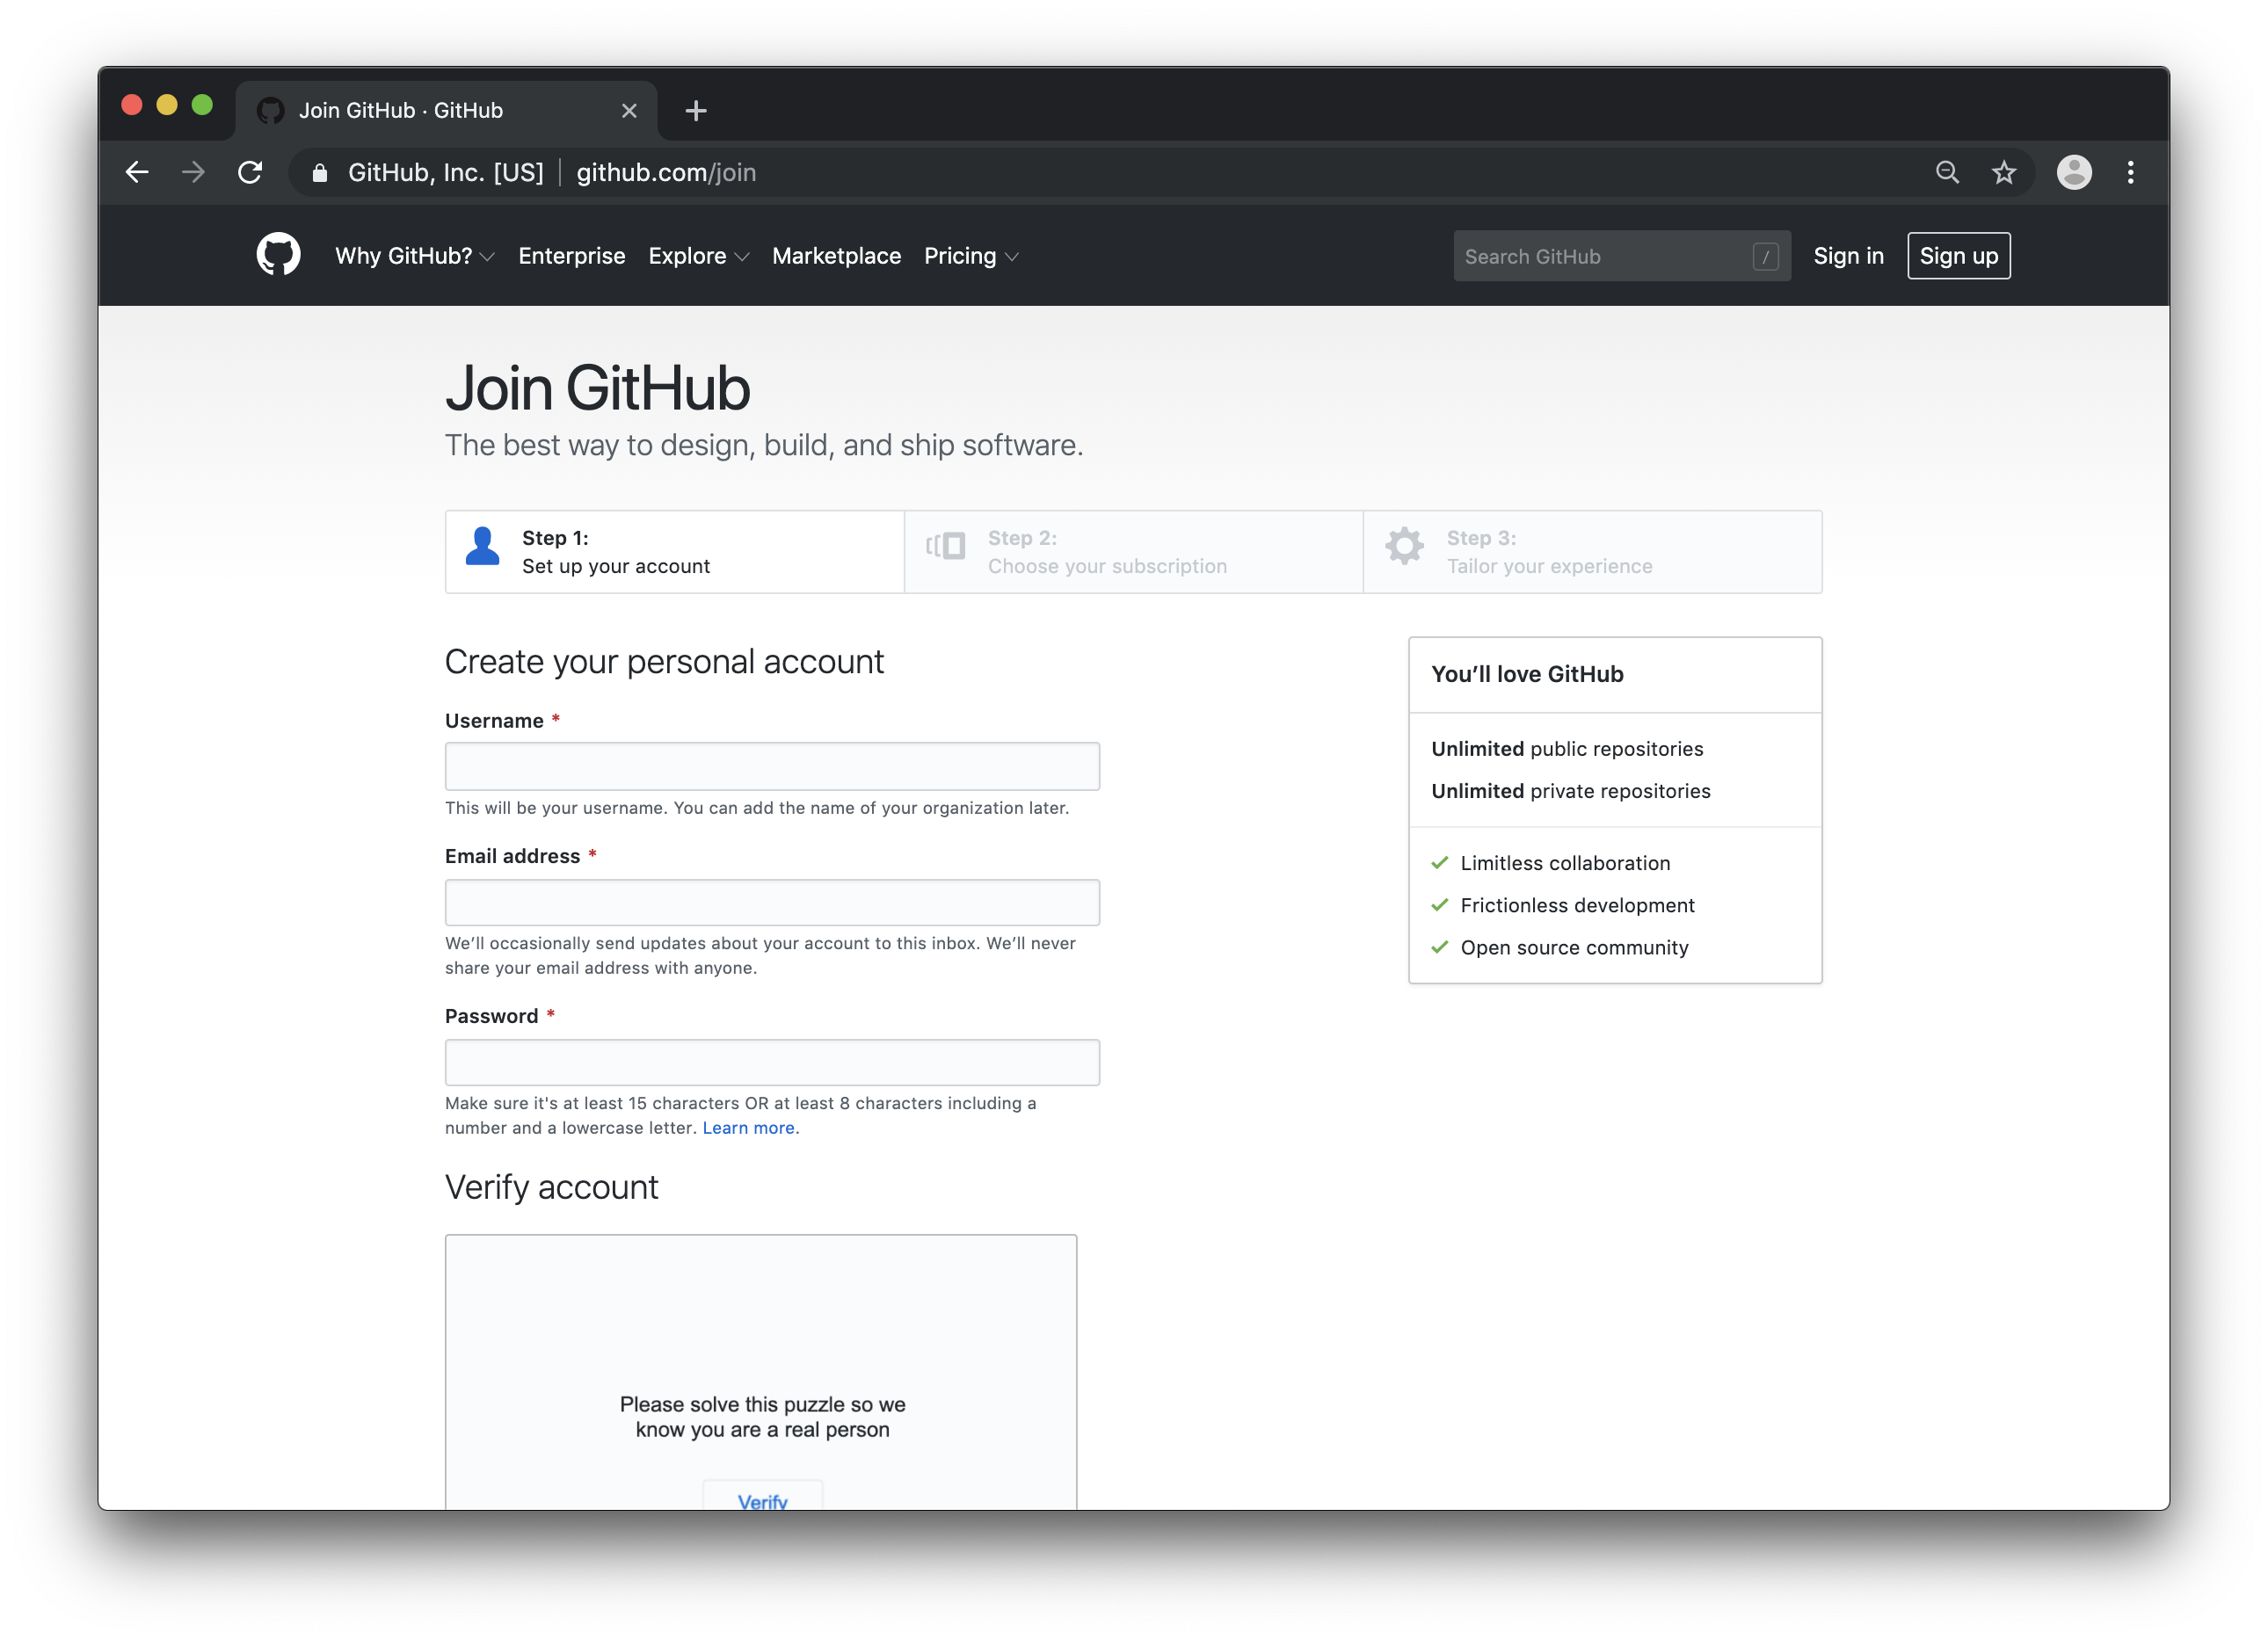 Join GitHub · GitHub
GitHub, Inc. [US] github.com/join
Why GitHub? Enterprise Explore Marketplace Pricing Search GitHub / Sign in Sign up
Join GitHub
The best way to design, build, and ship software.
Step 1:
Set up your account
Step 2:
Choose your subscription
Step 3:
Tailor your experience
Create your personal account
Username *
This will be your username. You can add the name of your organization later.
Email address *
We’ll occasionally send updates about your account to this inbox. We’ll never
share your email address with anyone.
Password *
Make sure it's at least 15 characters OR at least 8 characters including a
number and a lowercase letter. Learn more.
Verify account
Please solve this puzzle so we
know you are a real person
Verify
You’ll love GitHub
Unlimited public repositories
Unlimited private repositories
Limitless collaboration
Frictionless development
Open source community